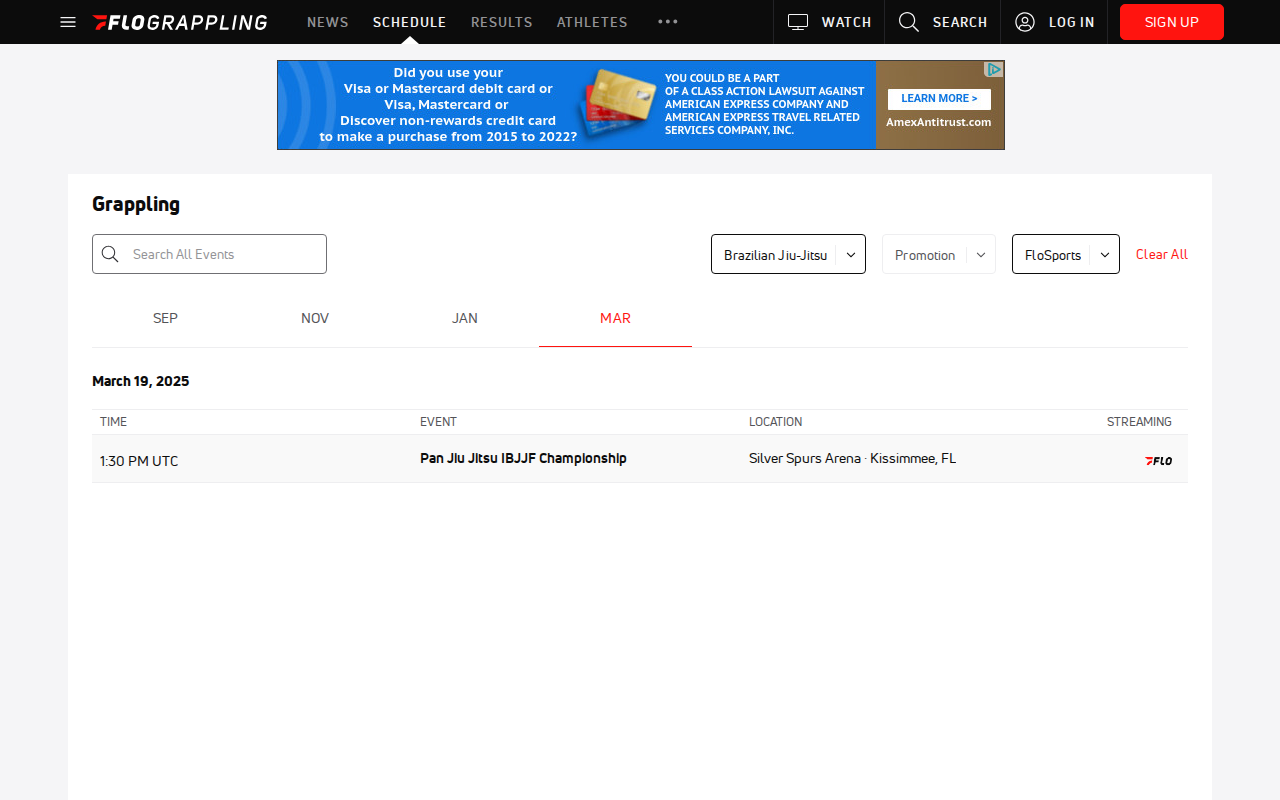 FLOGRAPPLING NEWS SCHEDULE RESULTS ATHLETES ••• WATCH SEARCH LOG IN SIGN UP
Did you use your
Visa or Mastercard debit card or
Visa, Mastercard or
Discover non-rewards credit card
to make a purchase from 2015 to 2022?
YOU COULD BE A PART
OF A CLASS ACTION LAWSUIT AGAINST
AMERICAN EXPRESS COMPANY AND
AMERICAN EXPRESS TRAVEL RELATED
SERVICES COMPANY, INC.
LEARN MORE >
AmexAntitrust.com
Grappling
Search All Events
Brazilian Jiu-Jitsu
Promotion
FloSports
Clear All
SEP NOV JAN MAR
March 19, 2025
TIME EVENT LOCATION STREAMING
1:30 PM UTC Pan Jiu Jitsu IBJJF Championship Silver Spurs Arena · Kissimmee, FL FLO